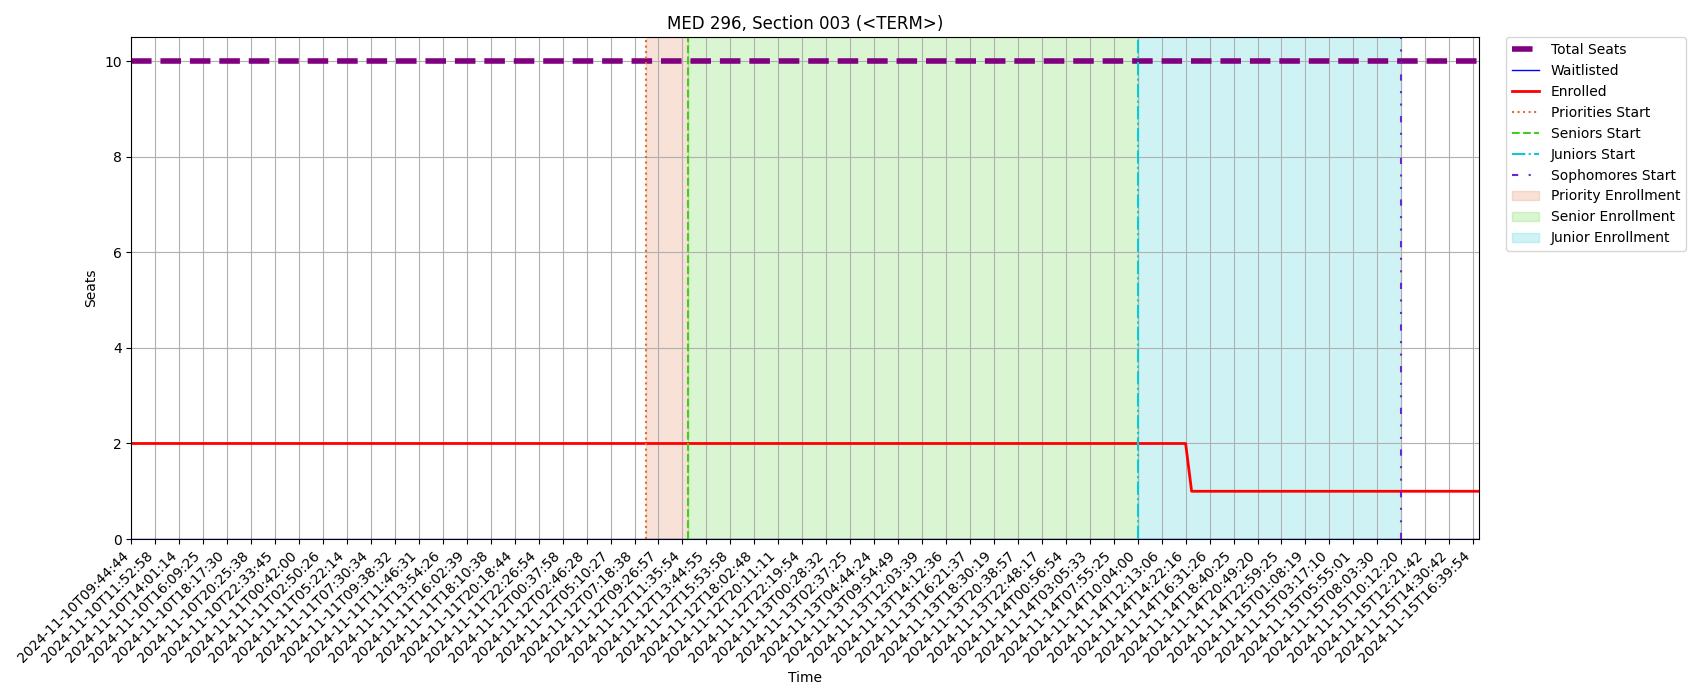 MED 296, Section 003 (<TERM>)
Total Seats
Waitlisted
Enrolled
Priorities Start
Seniors Start
Juniors Start
Sophomores Start
Priority Enrollment
Senior Enrollment
Junior Enrollment
Seats
10
8
6
4
2
0
2024-11-10T09:44:44
2024-11-10T11:52:58
2024-11-10T14:01:14
2024-11-10T16:09:25
2024-11-10T18:17:30
2024-11-10T20:25:38
2024-11-10T22:33:45
2024-11-11T00:42:00
2024-11-11T02:50:26
2024-11-11T05:22:14
2024-11-11T07:30:34
2024-11-11T09:38:32
2024-11-11T11:46:31
2024-11-11T13:54:26
2024-11-11T16:02:39
2024-11-11T18:10:38
2024-11-11T20:18:44
2024-11-11T22:26:54
2024-11-12T00:37:58
2024-11-12T02:46:28
2024-11-12T05:10:27
2024-11-12T07:18:38
2024-11-12T09:26:57
2024-11-12T11:35:54
2024-11-12T13:44:55
2024-11-12T15:53:58
2024-11-12T18:02:48
2024-11-12T20:11:11
2024-11-12T22:19:54
2024-11-13T00:28:32
2024-11-13T02:37:25
2024-11-13T04:44:24
2024-11-13T09:54:49
2024-11-13T12:03:39
2024-11-13T14:12:36
2024-11-13T16:21:37
2024-11-13T18:30:19
2024-11-13T20:38:57
2024-11-13T22:48:17
2024-11-14T00:56:54
2024-11-14T03:05:33
2024-11-14T07:55:25
2024-11-14T10:04:00
2024-11-14T12:13:06
2024-11-14T14:22:16
2024-11-14T16:31:26
2024-11-14T18:40:25
2024-11-14T20:49:20
2024-11-14T22:59:25
2024-11-15T01:08:19
2024-11-15T03:17:10
2024-11-15T05:55:01
2024-11-15T08:03:30
2024-11-15T10:12:20
2024-11-15T12:21:42
2024-11-15T14:30:42
2024-11-15T16:39:54
Time